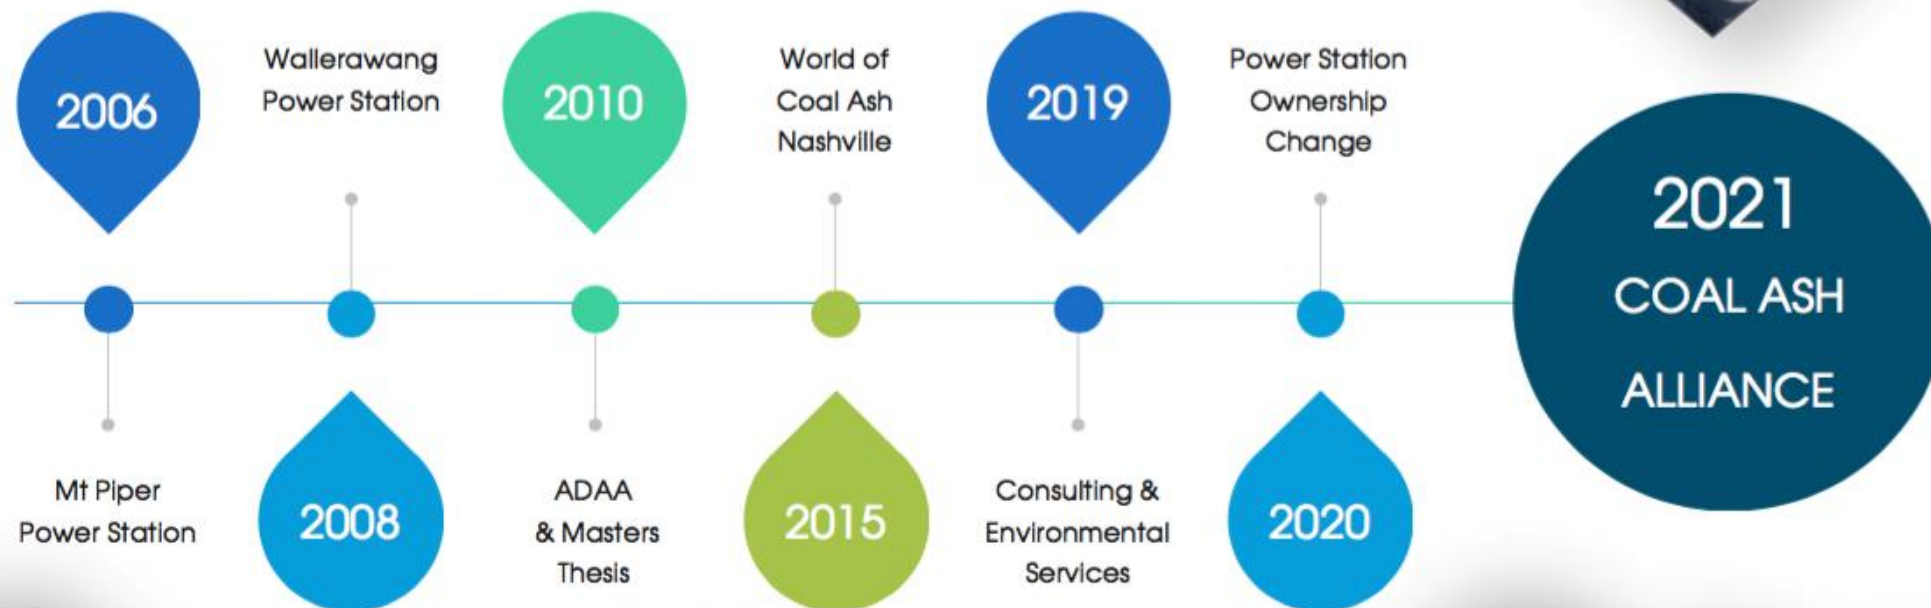 2006
Mt Piper
Power Station
Wallerawang
Power Station
2008
2010
ADAA
& Masters
Thesis
World of
Coal Ash
Nashville
2015
2019
Consulting &
Environmental
Services
Power Station
Ownership
Change
2020
2021
COAL ASH
ALLIANCE